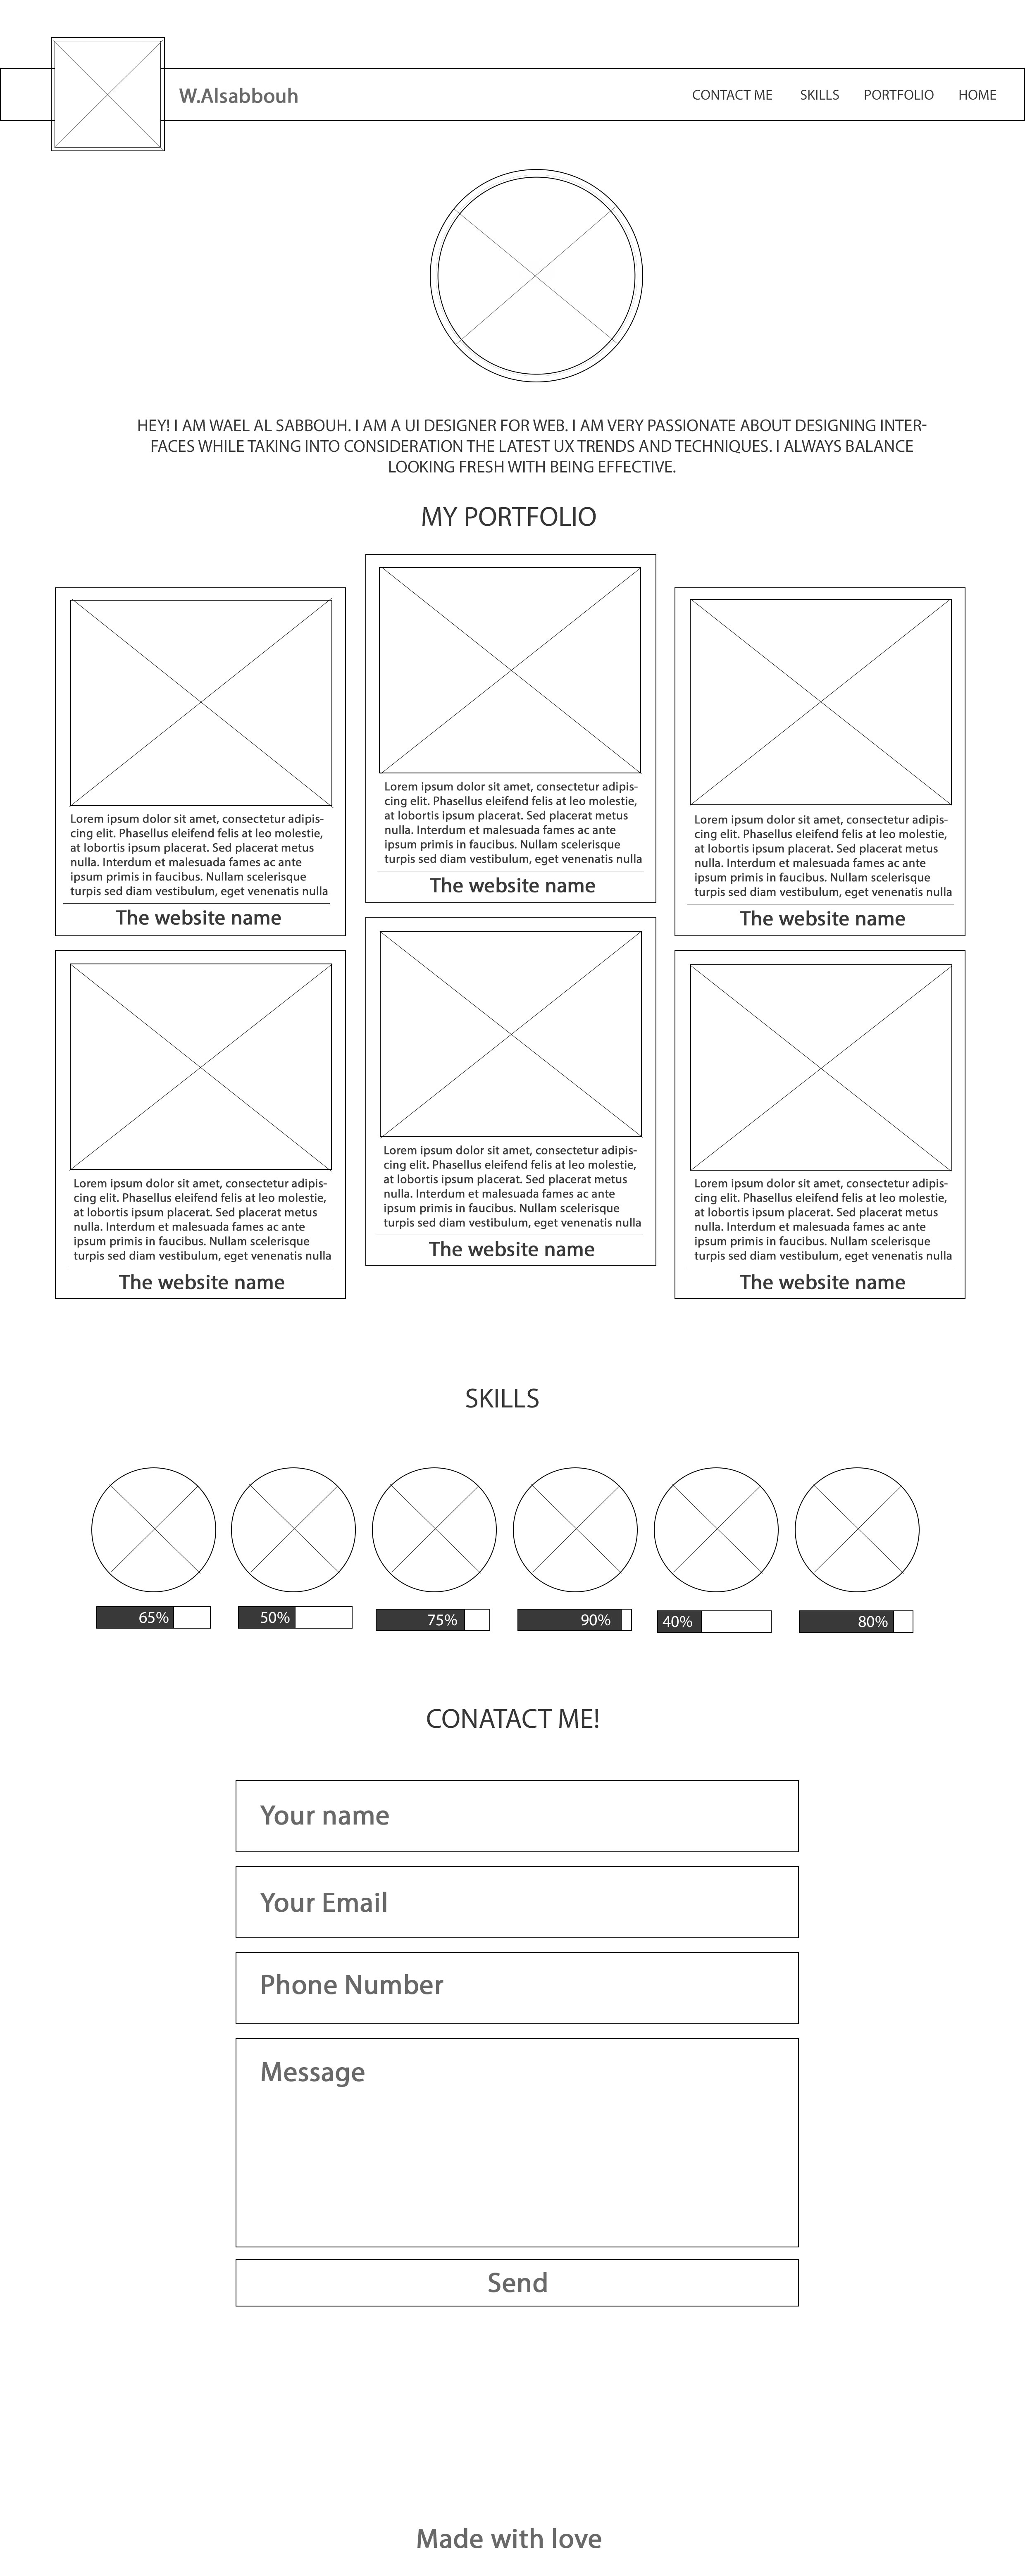 W.Alsabbouh
CONTACT ME SKILLS PORTFOLIO HOME
HEY! I AM WAEL AL SABBOUH. I AM A UI DESIGNER FOR WEB. I AM VERY PASSIONATE ABOUT DESIGNING INTER-
FACES WHILE TAKING INTO CONSIDERATION THE LATEST UX TRENDS AND TECHNIQUES. I ALWAYS BALANCE
LOOKING FRESH WITH BEING EFFECTIVE.
MY PORTFOLIO
Lorem ipsum dolor sit amet, consectetur adipis-
cing elit. Phasellus eleifend felis at leo molestie,
at lobortis ipsum placerat. Sed placerat metus
nulla. Interdum et malesuada fames ac ante
ipsum primis in faucibus. Nullam scelerisque
turpis sed diam vestibulum, eget venenatis nulla
The website name
Lorem ipsum dolor sit amet, consectetur adipis-
cing elit. Phasellus eleifend felis at leo molestie,
at lobortis ipsum placerat. Sed placerat metus
nulla. Interdum et malesuada fames ac ante
ipsum primis in faucibus. Nullam scelerisque
turpis sed diam vestibulum, eget venenatis nulla
The website name
Lorem ipsum dolor sit amet, consectetur adipis-
cing elit. Phasellus eleifend felis at leo molestie,
at lobortis ipsum placerat. Sed placerat metus
nulla. Interdum et malesuada fames ac ante
ipsum primis in faucibus. Nullam scelerisque
turpis sed diam vestibulum, eget venenatis nulla
The website name
Lorem ipsum dolor sit amet, consectetur adipis-
cing elit. Phasellus eleifend felis at leo molestie,
at lobortis ipsum placerat. Sed placerat metus
nulla. Interdum et malesuada fames ac ante
ipsum primis in faucibus. Nullam scelerisque
turpis sed diam vestibulum, eget venenatis nulla
The website name
Lorem ipsum dolor sit amet, consectetur adipis-
cing elit. Phasellus eleifend felis at leo molestie,
at lobortis ipsum placerat. Sed placerat metus
nulla. Interdum et malesuada fames ac ante
ipsum primis in faucibus. Nullam scelerisque
turpis sed diam vestibulum, eget venenatis nulla
The website name
Lorem ipsum dolor sit amet, consectetur adipis-
cing elit. Phasellus eleifend felis at leo molestie,
at lobortis ipsum placerat. Sed placerat metus
nulla. Interdum et malesuada fames ac ante
ipsum primis in faucibus. Nullam scelerisque
turpis sed diam vestibulum, eget venenatis nulla
The website name
SKILLS
65% 50% 75% 90% 40% 80%
CONATACT ME!
Your name
Your Email
Phone Number
Message
Send
Made with love